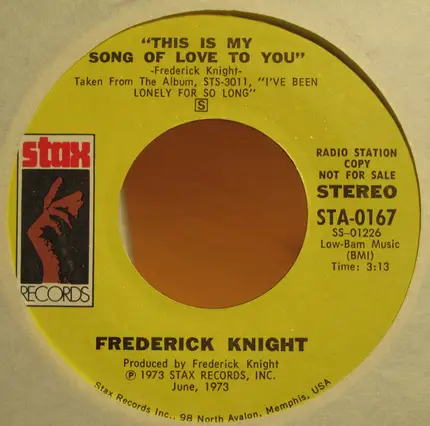 "THIS IS MY
SONG OF LOVE TO YOU"
-Frederick Knight-
Taken From The Album, STS-3011, "I'VE BEEN
LONELY FOR SO LONG"
S
stax
RECORDS
RADIO STATION
COPY
NOT FOR SALE
STEREO
STA-0167
SS-01226
Low-Bam Music
(BMI)
Time: 3:13
FREDERICK KNIGHT
Produced by Frederick Knight
℗ 1973 STAX RECORDS, INC.
June, 1973
Stax Records Inc., 98 North Avalon, Memphis, USA